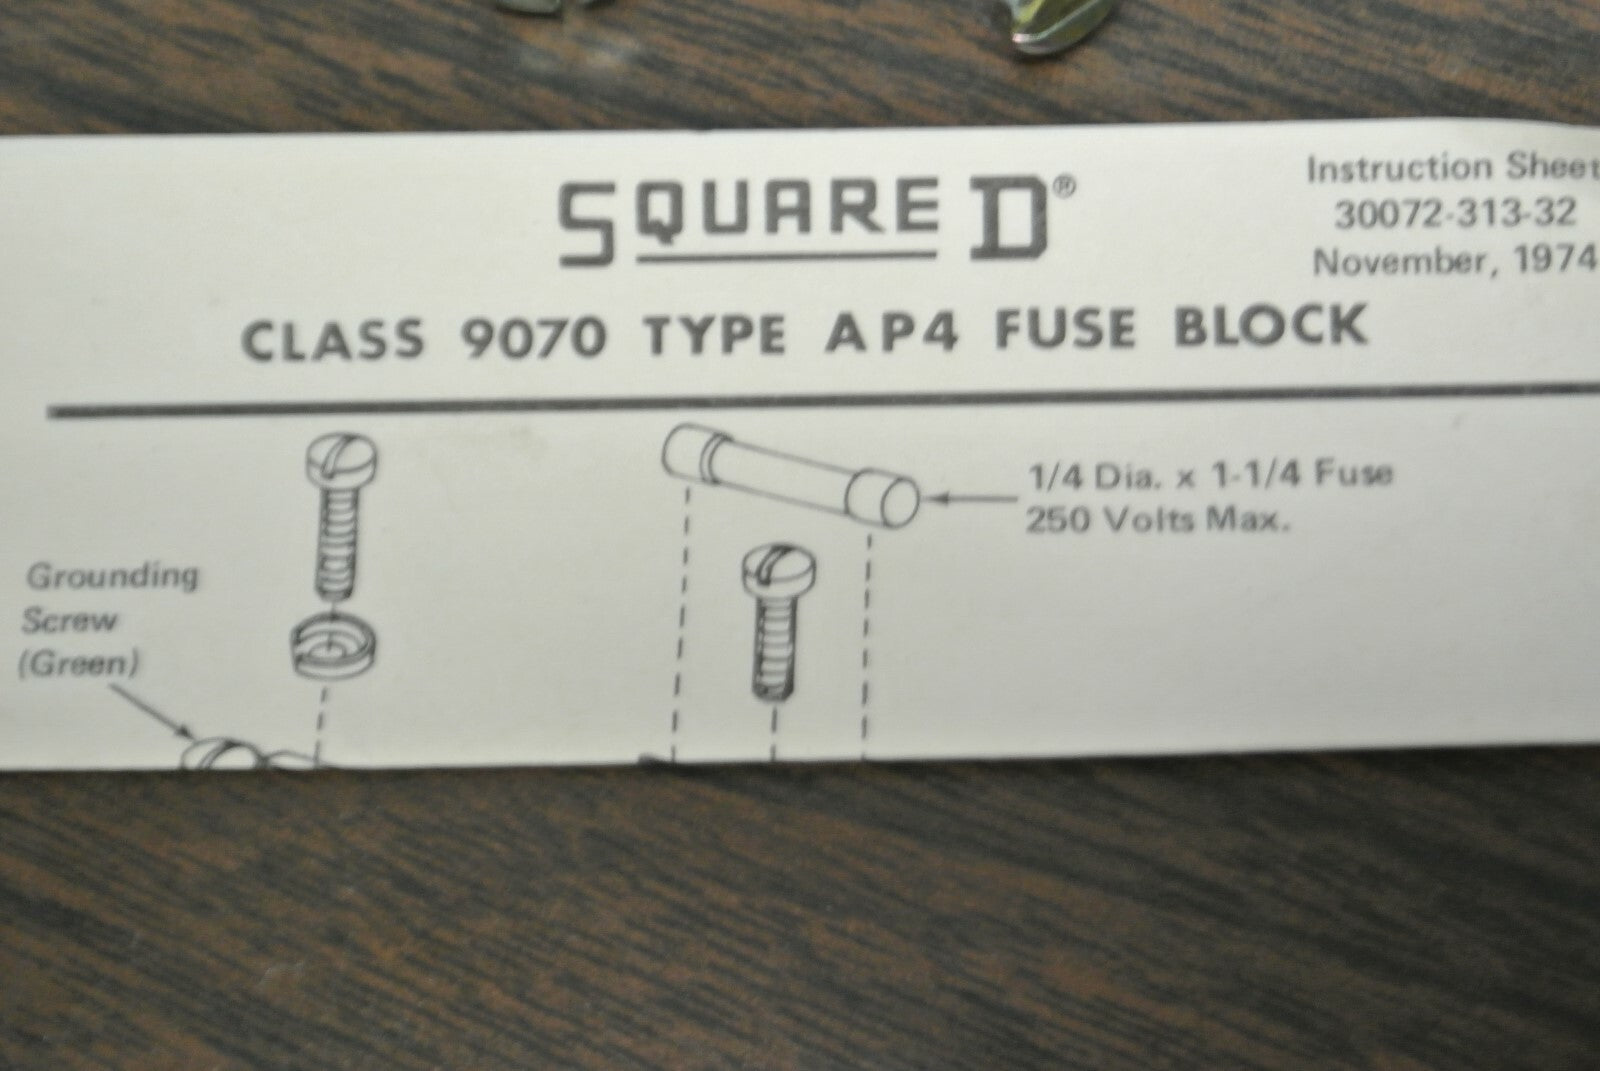 SQUARE D®
Instruction Sheet
30072-313-32
November, 1974
CLASS 9070 TYPE AP4 FUSE BLOCK
1/4 Dia. x 1-1/4 Fuse
250 Volts Max.
Grounding
Screw
(Green)